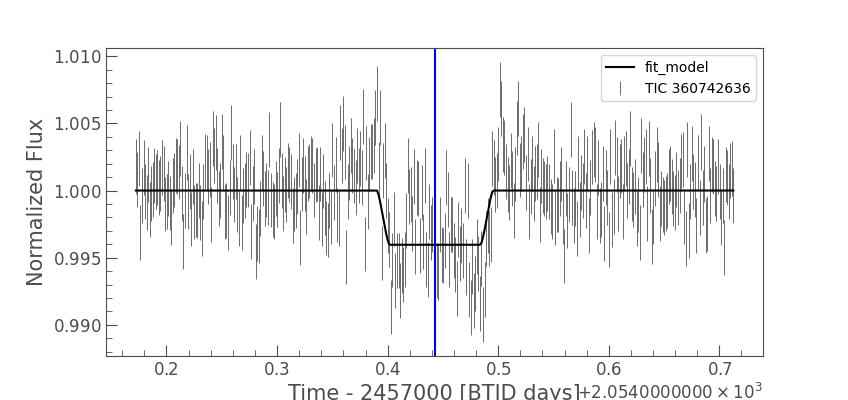 1.010
1.005
1.000
0.995
0.990
Normalized Flux
fit_model
TIC 360742636
0.2 0.3 0.4 0.5 0.6 0.7
Time - 2457000 [BTJD days]
+2.0540000000 × 10³